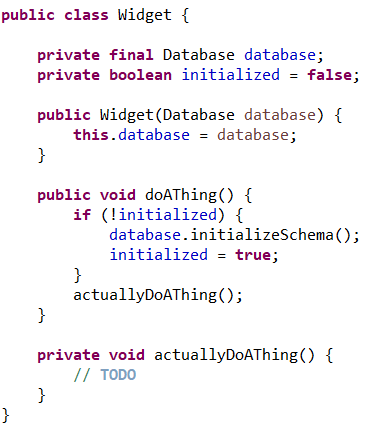 public class Widget {
private final Database database;
private boolean initialized = false;
public Widget(Database database) {
this.database = database;
}
public void doAThing() {
if (!initialized) {
database.initializeSchema();
initialized = true;
}
actuallyDoAThing();
}
private void actuallyDoAThing() {
// TODO
}
}